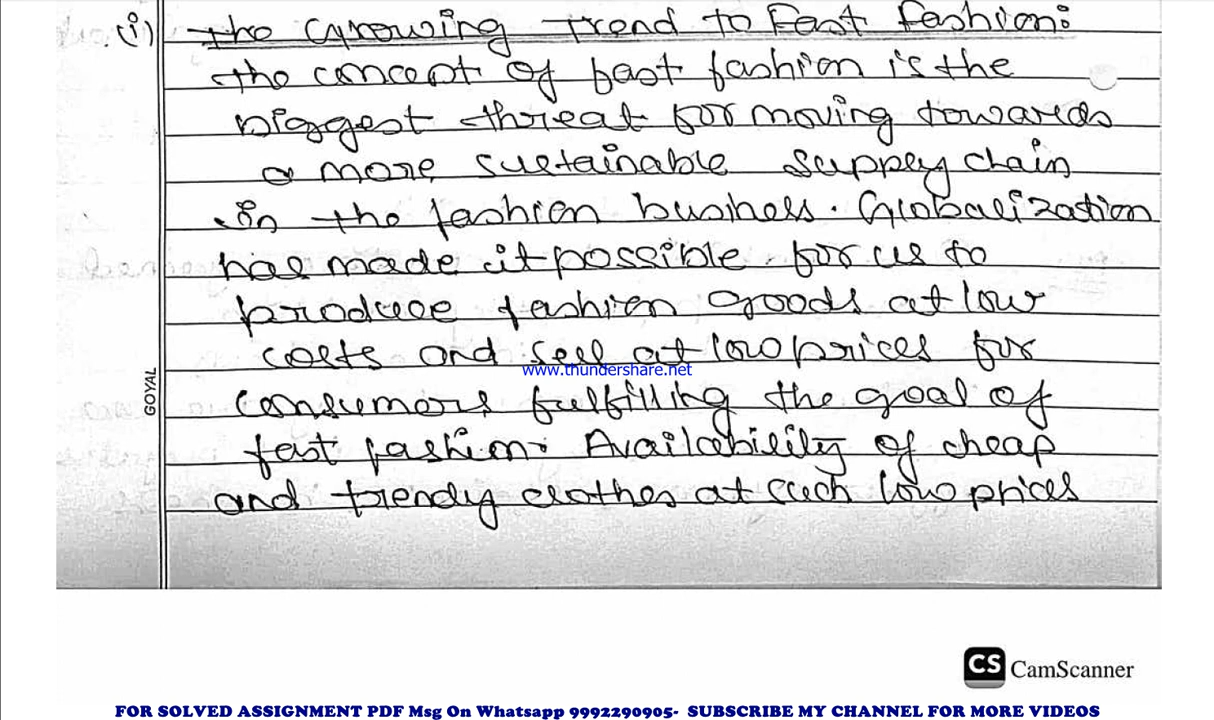 (i) The Growing Trend to Fast Fashion:
the concept of fast fashion is the
biggest threat for moving towards
a more sustainable supply chain
in the fashion business. Globalization
has made it possible for us to
produce fashion goods at low
costs and sell at low prices for
www.thundershare.net
consumers fulfilling the goal of
GOYAL
fast fashion. Availability of cheap
and trendy clothes at such low prices
CS CamScanner
FOR SOLVED ASSIGNMENT PDF Msg On Whatsapp 9992290905- SUBSCRIBE MY CHANNEL FOR MORE VIDEOS